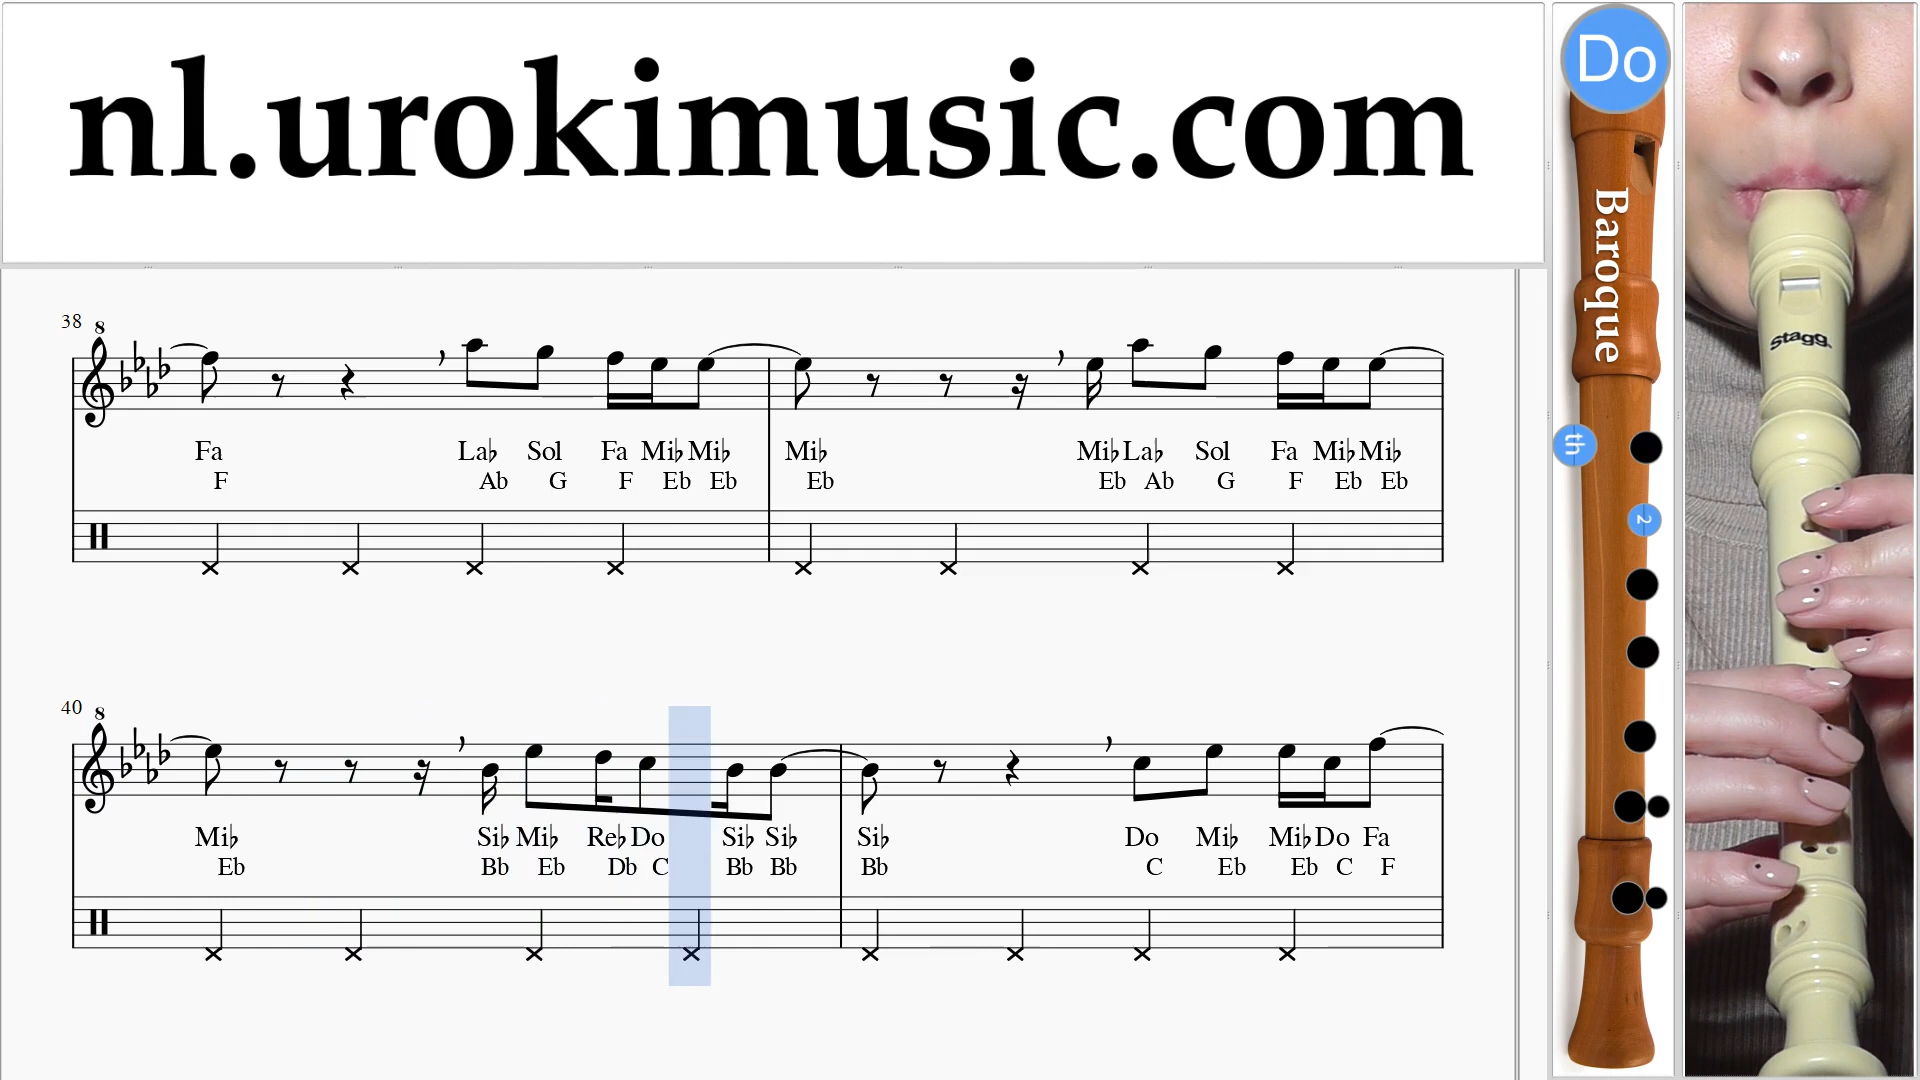 nl.urokimusic.com
Do
Baroque
Stagg
th
2
38
8
Fa Lab Sol Fa Mib Mib Mib Mib Lab Sol Fa Mib Mib
F Ab G F Eb Eb Eb Eb Ab G F Eb Eb
40
8
Mib Sib Mib Reb Do Sib Sib Sib Do Mib Mib Do Fa
Eb Bb Eb Db C Bb Bb Bb C Eb Eb C F